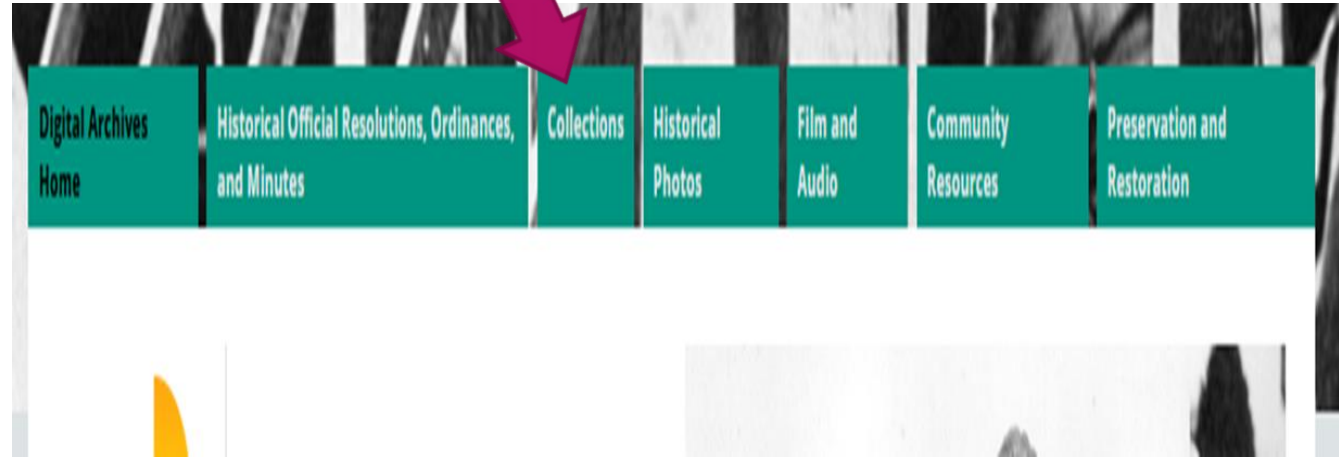 Digital Archives
Home
Historical Official Resolutions, Ordinances,
and Minutes
Collections
Historical
Photos
Film and
Audio
Community
Resources
Preservation and
Restoration